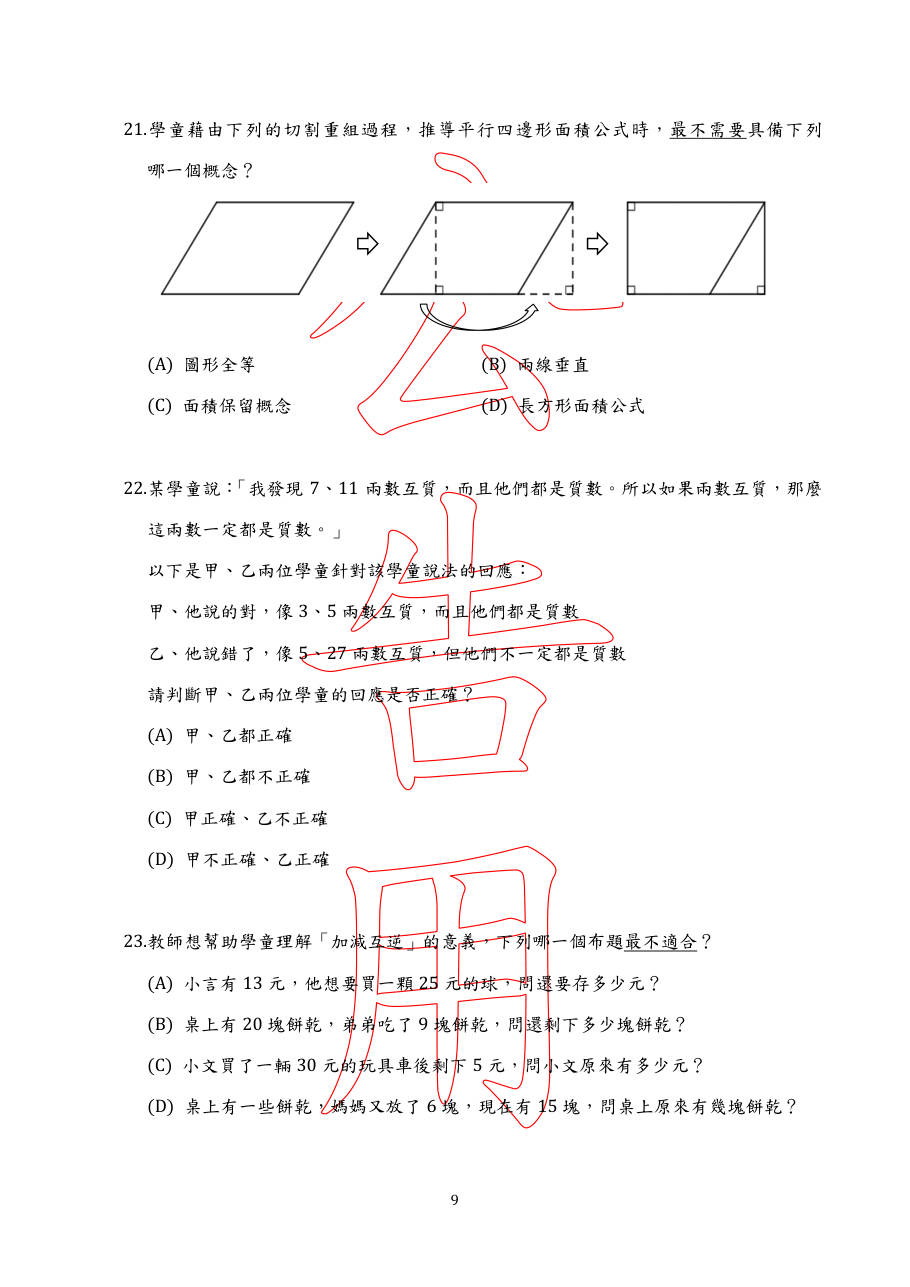 21.學童藉由下列的切割重組過程，推導平行四邊形面積公式時，最不需要具備下列
哪一個概念？
(A) 圖形全等 (B) 兩線垂直
(C) 面積保留概念 (D) 長方形面積公式
22.某學童說：「我發現 7、11 兩數互質，而且他們都是質數。所以如果兩數互質，那麼
這兩數一定都是質數。」
以下是甲、乙兩位學童針對該學童說法的回應：
甲、他說的對，像 3、5 兩數互質，而且他們都是質數
乙、他說錯了，像 5、27 兩數互質，但他們不一定都是質數
請判斷甲、乙兩位學童的回應是否正確？
(A) 甲、乙都正確
(B) 甲、乙都不正確
(C) 甲正確、乙不正確
(D) 甲不正確、乙正確
23.教師想幫助學童理解「加減互逆」的意義，下列哪一個布題最不適合？
(A) 小言有 13 元，他想要買一顆 25 元的球，問還要存多少元？
(B) 桌上有 20 塊餅乾，弟弟吃了 9 塊餅乾，問還剩下多少塊餅乾？
(C) 小文買了一輛 30 元的玩具車後剩下 5 元，問小文原來有多少元？
(D) 桌上有一些餅乾，媽媽又放了 6 塊，現在有 15 塊，問桌上原來有幾塊餅乾？
公告用
9